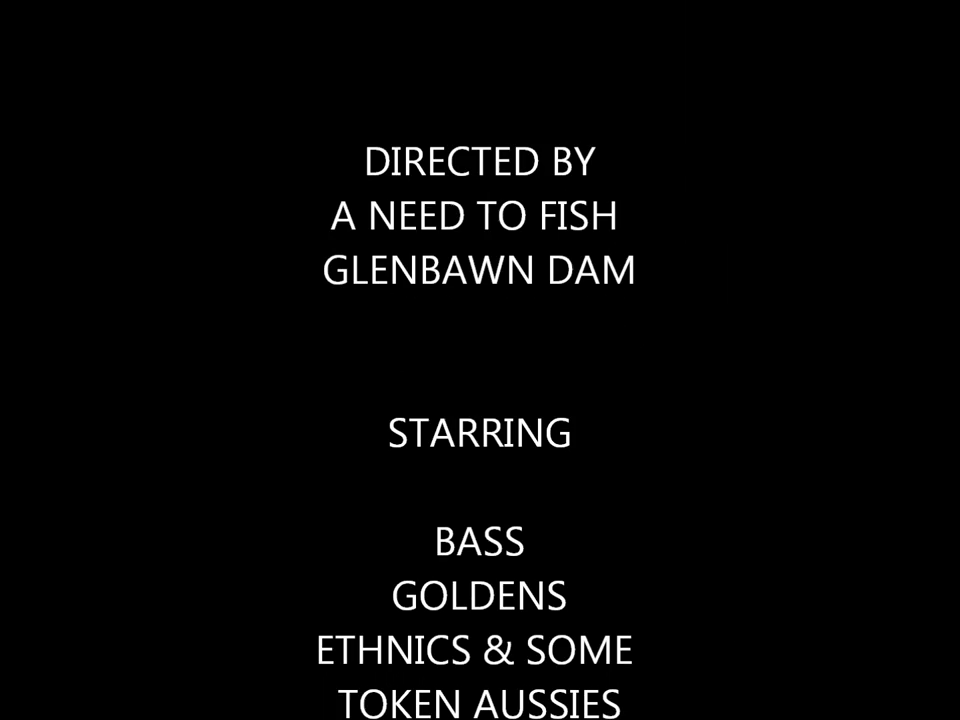 DIRECTED BY
A NEED TO FISH
GLENBAWN DAM
STARRING
BASS
GOLDENS
ETHNICS & SOME
TOKEN AUSSIES